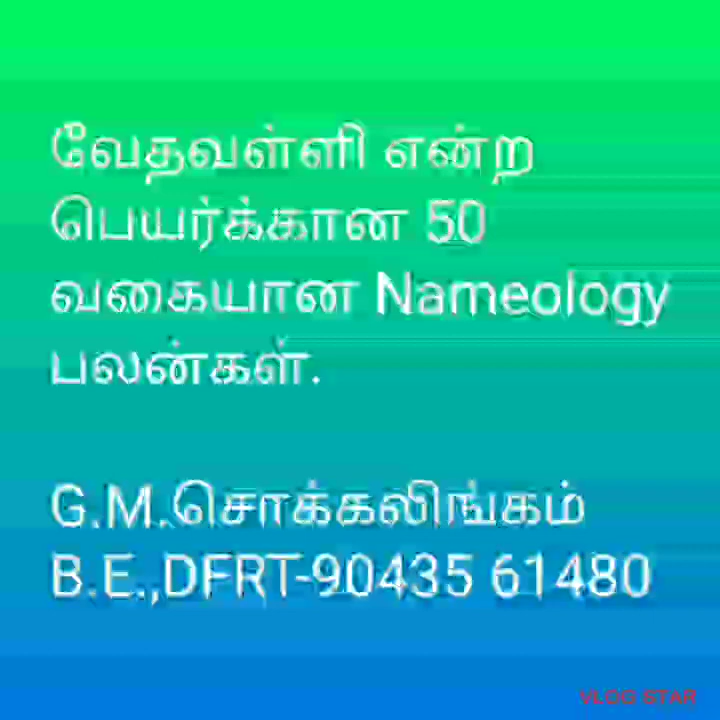 வேதவள்ளி என்ற
பெயர்க்கான 50
வகையான Nameology
பலன்கள்.
G.M.சொக்கலிங்கம்
B.E.,DFRT-90435 61480
VLOG STAR